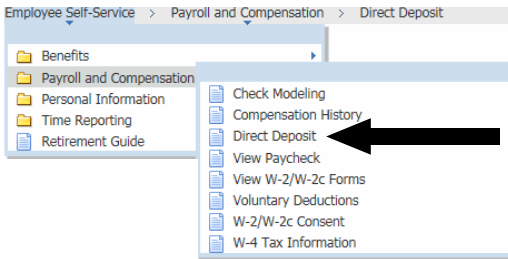 Employee Self-Service > Payroll and Compensation > Direct Deposit
Benefits
Payroll and Compensation
Personal Information
Time Reporting
Retirement Guide
Check Modeling
Compensation History
Direct Deposit
View Paycheck
View W-2/W-2c Forms
Voluntary Deductions
W-2/W-2c Consent
W-4 Tax Information